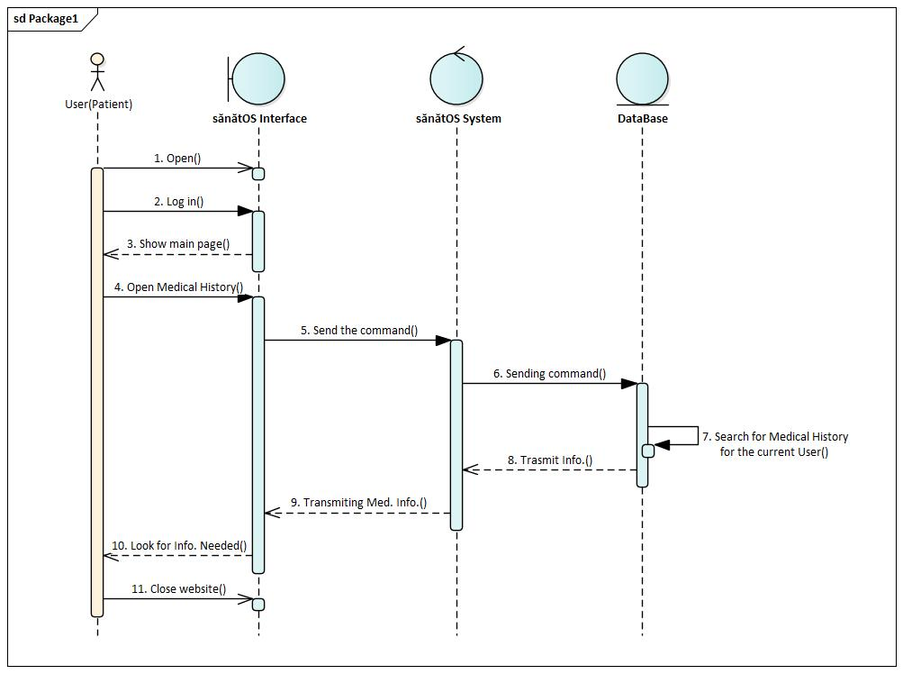 sd Package1
User(Patient)
sănătOS Interface
sănătOS System
DataBase
1. Open()
2. Log in()
3. Show main page()
4. Open Medical History()
5. Send the command()
6. Sending command()
7. Search for Medical History
for the current User()
8. Trasmit Info.()
9. Transmiting Med. Info.()
10. Look for Info. Needed()
11. Close website()